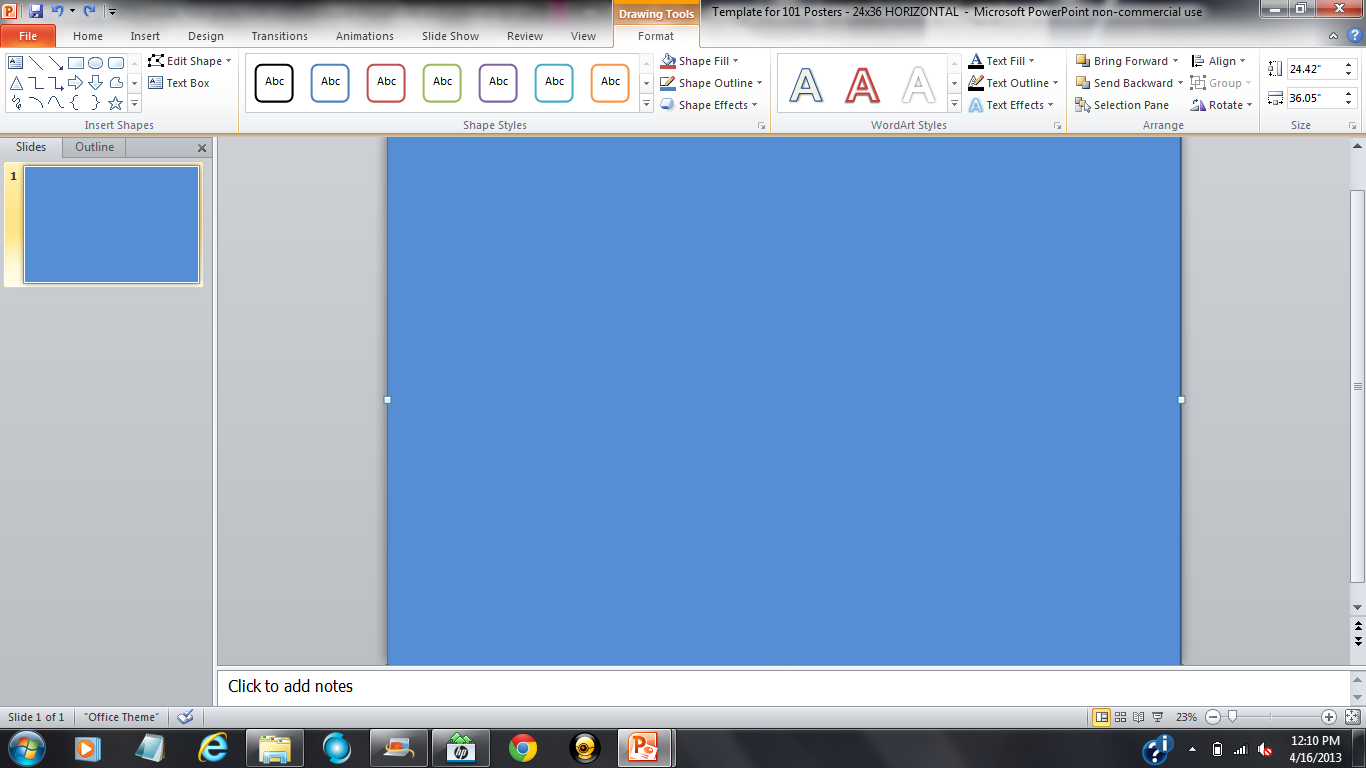 Drawing Tools
Template for 101 Posters - 24x36 HORIZONTAL - Microsoft PowerPoint non-commercial use
File Home Insert Design Transitions Animations Slide Show Review View Format
Edit Shape Abc Abc Abc Abc Abc Abc Abc Shape Fill Text Fill Bring Forward Align 24.42"
Text Box Shape Outline Text Outline Send Backward Group 36.05"
Shape Effects Text Effects Selection Pane Rotate
Insert Shapes Shape Styles WordArt Styles Arrange Size
Slides Outline
1
Click to add notes
Slide 1 of 1 "Office Theme" 23%
12:10 PM
4/16/2013